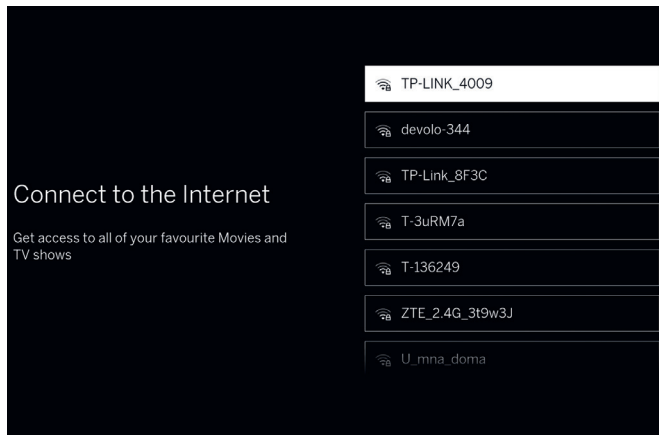 Connect to the Internet
Get access to all of your favourite Movies and
TV shows
TP-LINK_4009
devolo-344
TP-Link_8F3C
T-3uRM7a
T-136249
ZTE_2.4G_3t9w3J
U_mna_doma